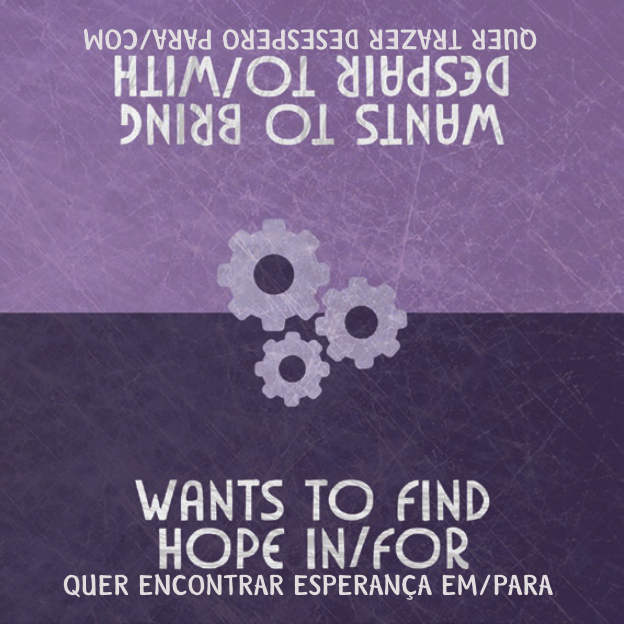 QUER TRAZER DESESPERO PARA/COM
DESPAIR TO/WITH
WANTS TO BRING
WANTS TO FIND
HOPE IN/FOR
QUER ENCONTRAR ESPERANÇA EM/PARA